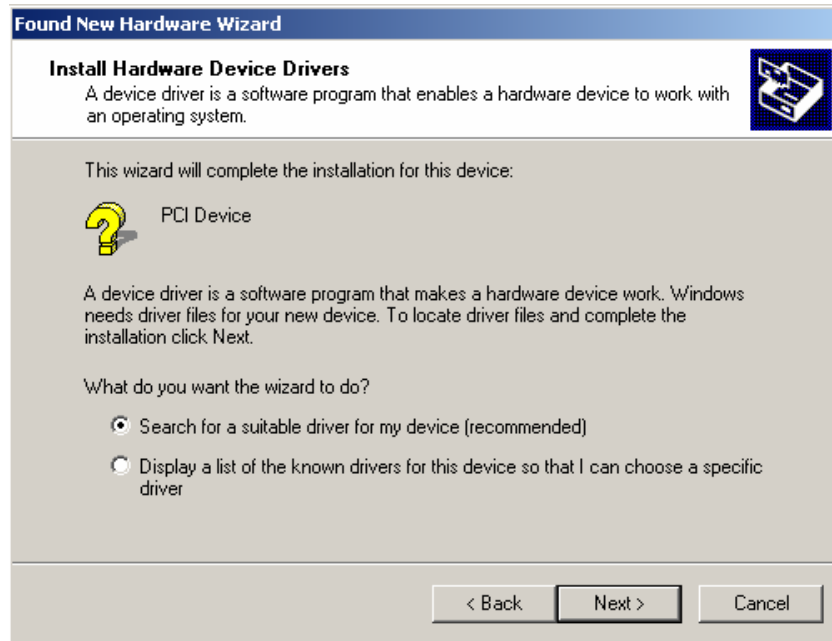 Found New Hardware Wizard
Install Hardware Device Drivers
A device driver is a software program that enables a hardware device to work with
an operating system.
This wizard will complete the installation for this device:
PCI Device
A device driver is a software program that makes a hardware device work. Windows
needs driver files for your new device. To locate driver files and complete the
installation click Next.
What do you want the wizard to do?
Search for a suitable driver for my device (recommended)
Display a list of the known drivers for this device so that I can choose a specific
driver
< Back Next > Cancel